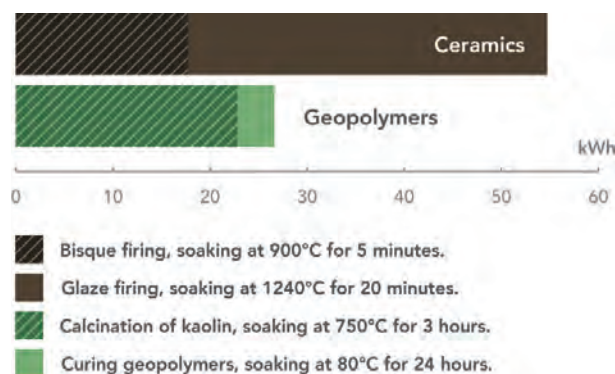 Ceramics
Geopolymers
kWh
0 10 20 30 40 50 60
Bisque firing, soaking at 900°C for 5 minutes.
Glaze firing, soaking at 1240°C for 20 minutes.
Calcination of kaolin, soaking at 750°C for 3 hours.
Curing geopolymers, soaking at 80°C for 24 hours.